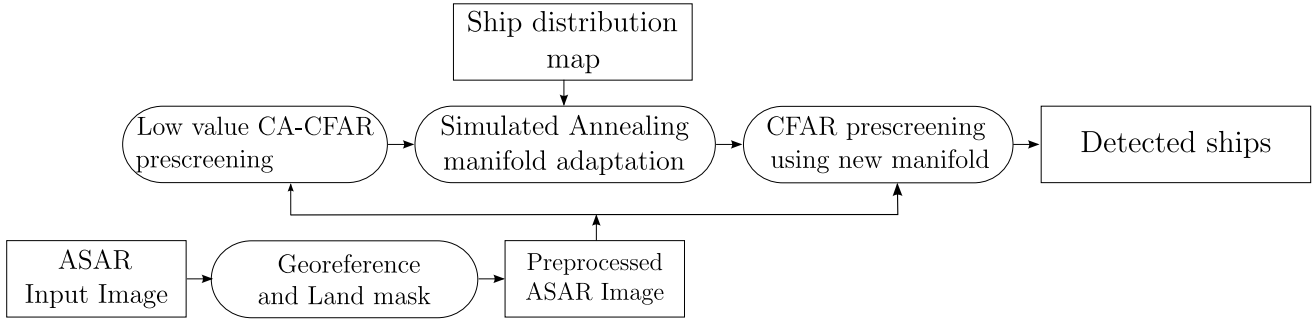 Ship distribution
map
Low value CA-CFAR
prescreening
Simulated Annealing
manifold adaptation
CFAR prescreening
using new manifold
Detected ships
ASAR
Input Image
Georeference
and Land mask
Preprocessed
ASAR Image